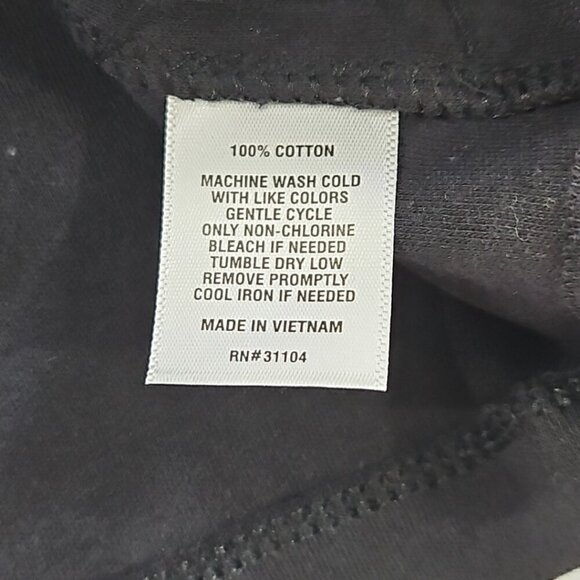 100% COTTON
MACHINE WASH COLD
WITH LIKE COLORS
GENTLE CYCLE
ONLY NON-CHLORINE
BLEACH IF NEEDED
TUMBLE DRY LOW
REMOVE PROMPTLY
COOL IRON IF NEEDED
MADE IN VIETNAM
RN#31104